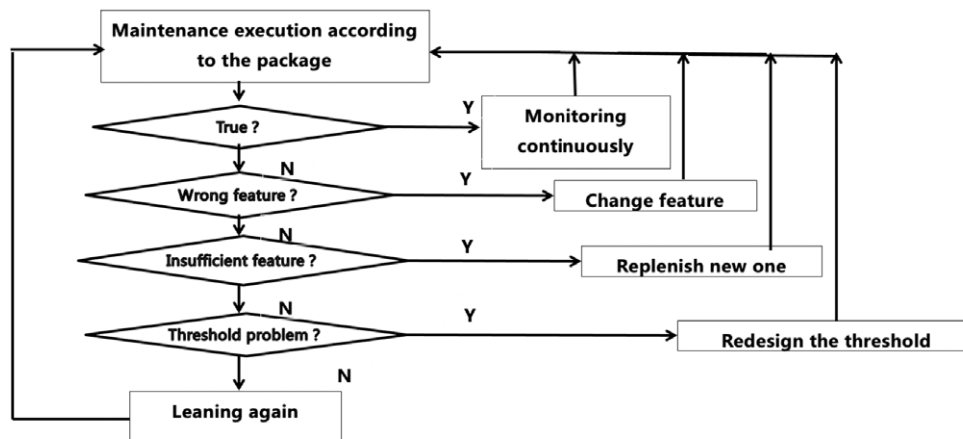 Maintenance execution according
to the package
True ?
Y
Monitoring
continuously
N
Wrong feature ?
Y
Change feature
N
Insufficient feature ?
Y
Replenish new one
N
Threshold problem ?
Y
Redesign the threshold
N
Leaning again